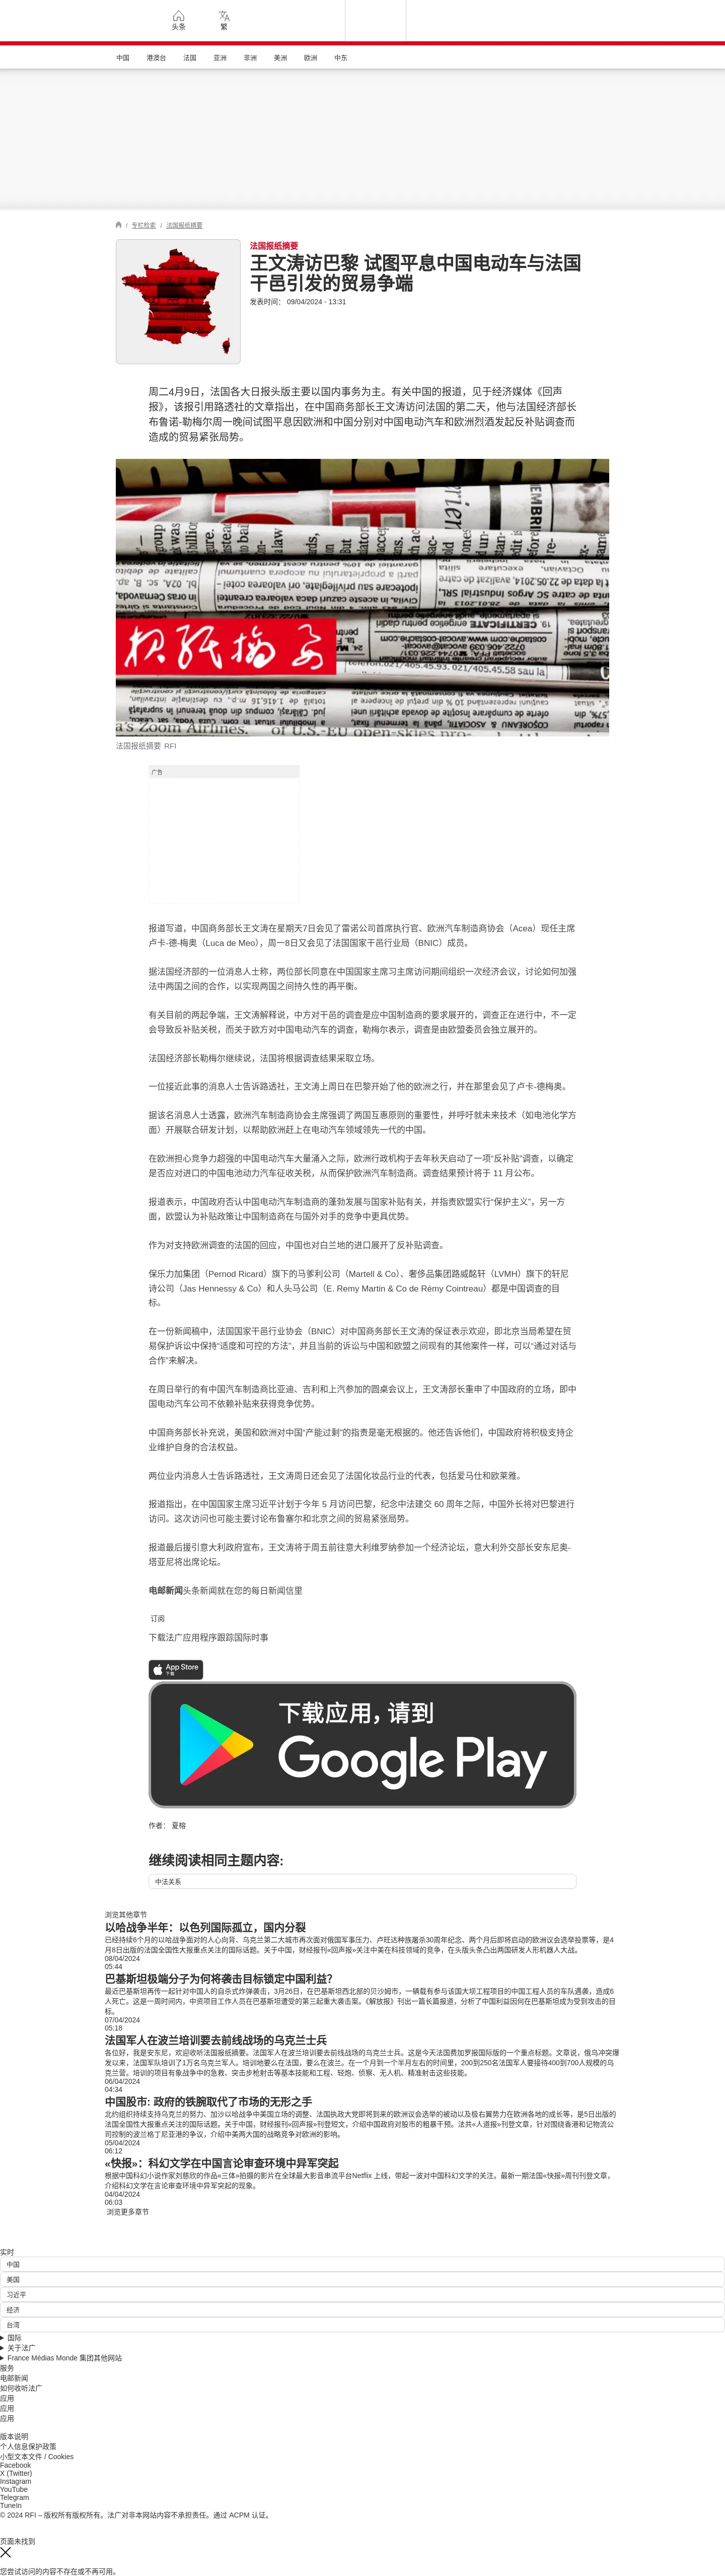 头条
繁
中国 港澳台 法国 亚洲 非洲 美洲 欧洲 中东
/ 专栏检索 / 法国报纸摘要
法国报纸摘要
王文涛访巴黎 试图平息中国电动车与法国
干邑引发的贸易争端
发表时间： 09/04/2024 - 13:31
周二4月9日，法国各大日报头版主要以国内事务为主。有关中国的报道，见于经济媒体《回声
报》，该报引用路透社的文章指出，在中国商务部长王文涛访问法国的第二天，他与法国经济部长
布鲁诺-勒梅尔周一晚间试图平息因欧洲和中国分别对中国电动汽车和欧洲烈酒发起反补贴调查而
造成的贸易紧张局势。
报纸摘要
法国报纸摘要 RFI
广告
报道写道，中国商务部长王文涛在星期天7日会见了雷诺公司首席执行官、欧洲汽车制造商协会（Acea）现任主席
卢卡-德-梅奥（Luca de Meo），周一8日又会见了法国国家干邑行业局（BNIC）成员。
据法国经济部的一位消息人士称，两位部长同意在中国国家主席习主席访问期间组织一次经济会议，讨论如何加强
法中两国之间的合作，以实现两国之间持久性的再平衡。
有关目前的两起争端，王文涛解释说，中方对干邑的调查是应中国制造商的要求展开的，调查正在进行中，不一定
会导致反补贴关税，而关于欧方对中国电动汽车的调查，勒梅尔表示，调查是由欧盟委员会独立展开的。
法国经济部长勒梅尔继续说，法国将根据调查结果采取立场。
一位接近此事的消息人士告诉路透社，王文涛上周日在巴黎开始了他的欧洲之行，并在那里会见了卢卡-德梅奥。
据该名消息人士透露，欧洲汽车制造商协会主席强调了两国互惠原则的重要性，并呼吁就未来技术（如电池化学方
面）开展联合研发计划，以帮助欧洲赶上在电动汽车领域领先一代的中国。
在欧洲担心竞争力超强的中国电动汽车大量涌入之际，欧洲行政机构于去年秋天启动了一项“反补贴”调查，以确定
是否应对进口的中国电池动力汽车征收关税，从而保护欧洲汽车制造商。调查结果预计将于 11 月公布。
报道表示，中国政府否认中国电动汽车制造商的蓬勃发展与国家补贴有关，并指责欧盟实行“保护主义”，另一方
面，欧盟认为补贴政策让中国制造商在与国外对手的竞争中更具优势。
作为对支持欧洲调查的法国的回应，中国也对白兰地的进口展开了反补贴调查。
保乐力加集团（Pernod Ricard）旗下的马爹利公司（Martell & Co）、奢侈品集团路威酩轩（LVMH）旗下的轩尼
诗公司（Jas Hennessy & Co）和人头马公司（E. Remy Martin & Co de Rémy Cointreau）都是中国调查的目
标。
在一份新闻稿中，法国国家干邑行业协会（BNIC）对中国商务部长王文涛的保证表示欢迎，即北京当局希望在贸
易保护诉讼中保持“适度和可控的方法”，并且当前的诉讼与中国和欧盟之间现有的其他案件一样，可以“通过对话与
合作”来解决。
在周日举行的有中国汽车制造商比亚迪、吉利和上汽参加的圆桌会议上，王文涛部长重申了中国政府的立场，即中
国电动汽车公司不依赖补贴来获得竞争优势。
中国商务部长补充说，美国和欧洲对中国“产能过剩”的指责是毫无根据的。他还告诉他们，中国政府将积极支持企
业维护自身的合法权益。
两位业内消息人士告诉路透社，王文涛周日还会见了法国化妆品行业的代表，包括爱马仕和欧莱雅。
报道指出，在中国国家主席习近平计划于今年 5 月访问巴黎，纪念中法建交 60 周年之际，中国外长将对巴黎进行
访问。这次访问也可能主要讨论布鲁塞尔和北京之间的贸易紧张局势。
报道最后援引意大利政府宣布，王文涛将于周五前往意大利维罗纳参加一个经济论坛，意大利外交部长安东尼奥-
塔亚尼将出席论坛。
电邮新闻头条新闻就在您的每日新闻信里
订阅
下载法广应用程序跟踪国际时事
App Store
下载
下载应用，请到
Google Play
作者： 夏榕
继续阅读相同主题内容:
中法关系
浏览其他章节
以哈战争半年：以色列国际孤立，国内分裂
已经持续6个月的以哈战争面对的人心向背、乌克兰第二大城市再次面对俄国军事压力、卢旺达种族屠杀30周年纪念、两个月后即将启动的欧洲议会选举投票等，是4
月8日出版的法国全国性大报重点关注的国际话题。关于中国，财经报刊«回声报»关注中美在科技领域的竞争，在头版头条凸出两国研发人形机器人大战。
08/04/2024
05:44
巴基斯坦极端分子为何将袭击目标锁定中国利益？
最近巴基斯坦再传一起针对中国人的自杀式炸弹袭击，3月26日，在巴基斯坦西北部的贝沙姆市，一辆载有参与该国大坝工程项目的中国工程人员的车队遇袭，造成6
人死亡。这是一周时间内，中资项目工作人员在巴基斯坦遭受的第三起重大袭击案。《解放报》刊出一篇长篇报道，分析了中国利益因何在巴基斯坦成为受到攻击的目
标。
07/04/2024
05:18
法国军人在波兰培训要去前线战场的乌克兰士兵
各位好，我是安东尼，欢迎收听法国报纸摘要。法国军人在波兰培训要去前线战场的乌克兰士兵。这是今天法国费加罗报国际版的一个重点标题。文章说，俄乌冲突爆
发以来，法国军队培训了1万名乌克兰军人。培训地要么在法国，要么在波兰。在一个月到一个半月左右的时间里，200到250名法国军人要接待400到700人规模的乌
克兰营。培训的项目有象战争中的急救、突击步枪射击等基本技能和工程、轻炮、侦察、无人机、精准射击这些技能。
06/04/2024
04:34
中国股市: 政府的铁腕取代了市场的无形之手
北约组织持续支持乌克兰的努力、加沙以哈战争中美国立场的调整、法国执政大党即将到来的欧洲议会选举的被动以及极右翼势力在欧洲各地的成长等，是5日出版的
法国全国性大报重点关注的国际话题。关于中国，财经报刊«回声报»刊登短文，介绍中国政府对股市的粗暴干预。法共«人道报»刊登文章，针对围绕香港和记物流公
司控制的波兰格丁尼亚港的争议，介绍中美两大国的战略竞争对欧洲的影响。
05/04/2024
06:12
«快报»：科幻文学在中国言论审查环境中异军突起
根据中国科幻小说作家刘慈欣的作品«三体»拍摄的影片在全球最大影音串流平台Netflix 上线，带起一波对中国科幻文学的关注。最新一期法国«快报»周刊刊登文章，
介绍科幻文学在言论审查环境中异军突起的现象。
04/04/2024
06:03
浏览更多章节
实时
中国
美国
习近平
经济
台湾
国际
关于法广
France Médias Monde 集团其他网站
服务
电邮新闻
如何收听法广
应用
应用
应用
版本说明
个人信息保护政策
小型文本文件 / Cookies
Facebook
X (Twitter)
Instagram
YouTube
Telegram
TuneIn
© 2024 RFI – 版权所有版权所有。法广对非本网站内容不承担责任。通过 ACPM 认证。
页面未找到
您尝试访问的内容不存在或不再可用。